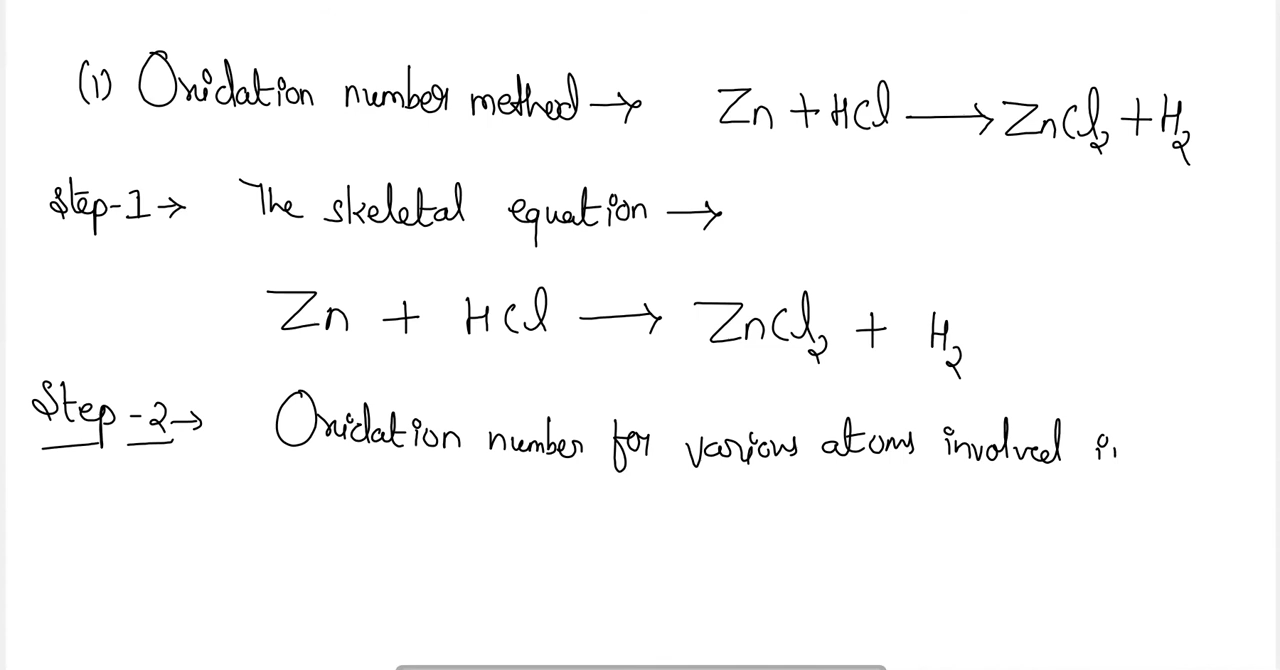 (1) Oxidation number method → Zn + HCl → ZnCl₂ + H₂
Step-1 → The skeletal equation →
Zn + HCl → ZnCl₂ + H₂
Step-2 → Oxidation number for various atoms involved i